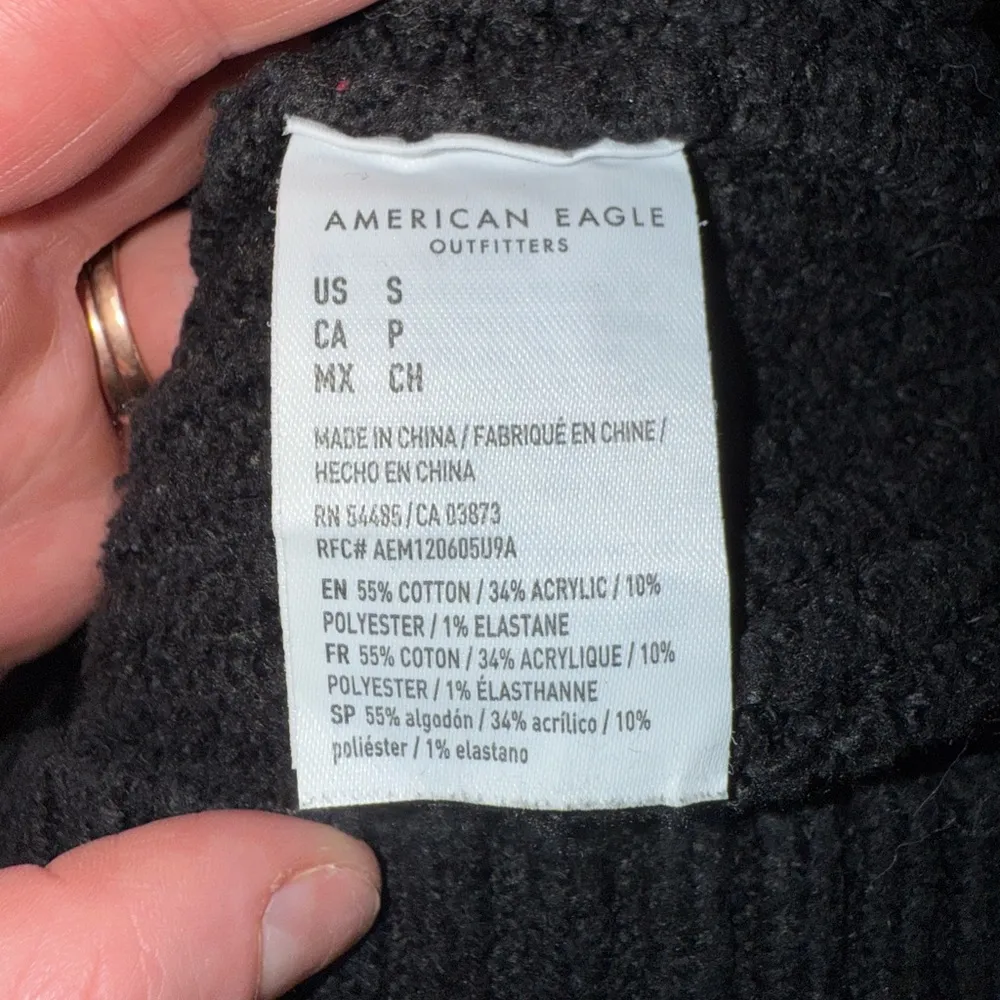 AMERICAN EAGLE
OUTFITTERS
US S
CA P
MX CH
MADE IN CHINA / FABRIQUÉ EN CHINE /
HECHO EN CHINA
RN 54485 / CA 03873
RFC# AEM120605U9A
EN 55% COTTON / 34% ACRYLIC / 10%
POLYESTER / 1% ELASTANE
FR 55% COTON / 34% ACRYLIQUE / 10%
POLYESTER / 1% ÉLASTHANNE
SP 55% algodón / 34% acrílico / 10%
poliéster / 1% elastano